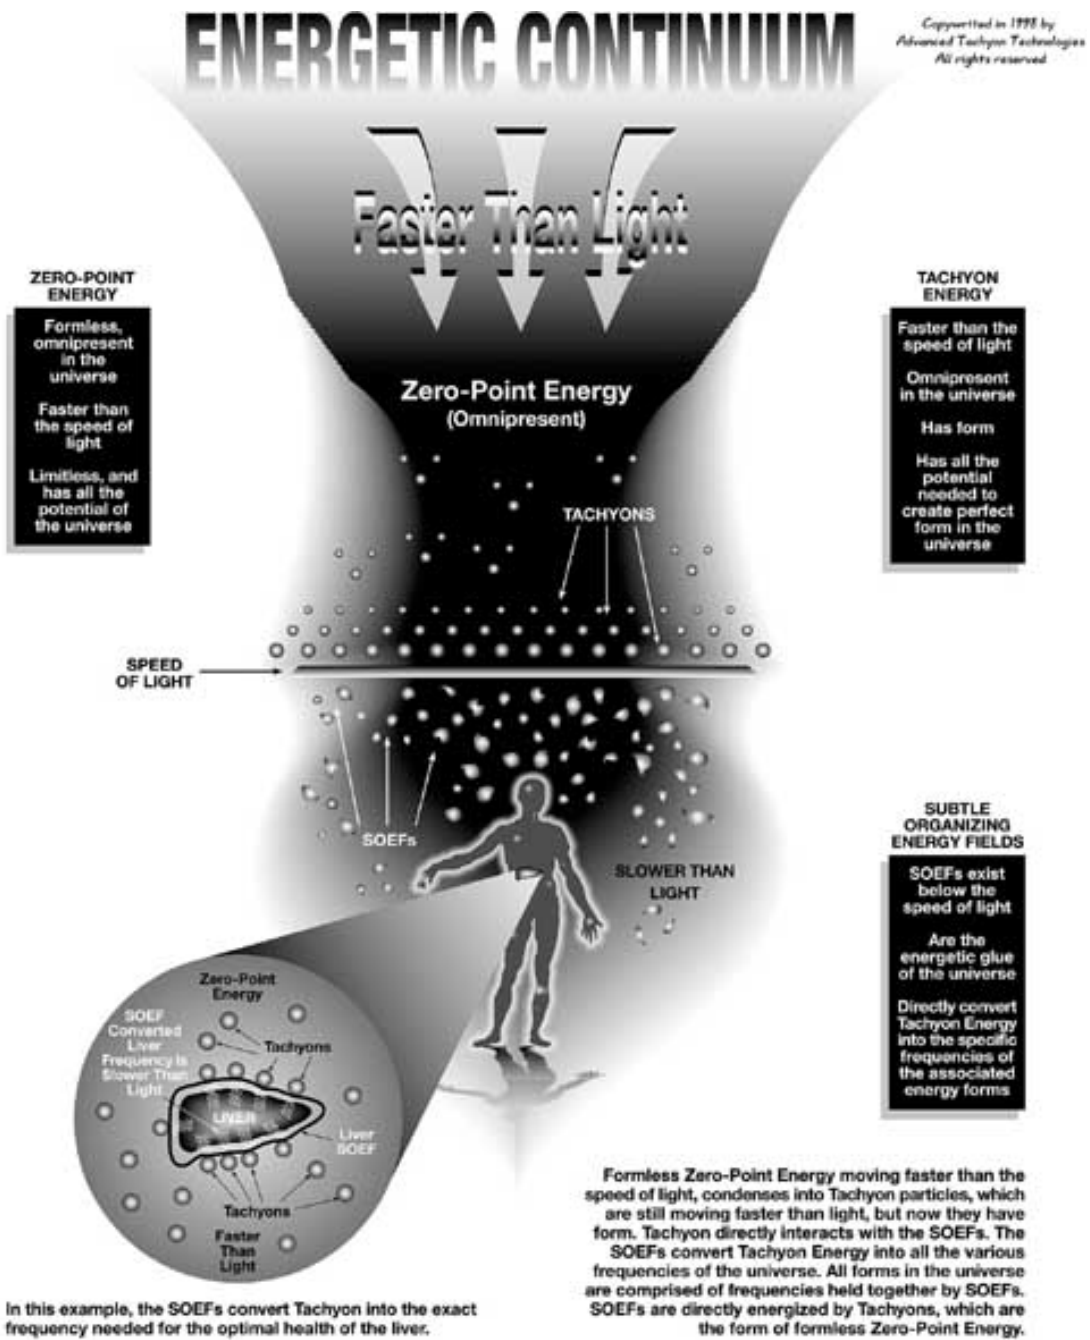 ENERGETIC CONTINUUM
Copywritted in 1998 by
Advanced Tachyon Technologies
All rights reserved
Faster Than Light
ZERO-POINT
ENERGY
Formless,
omnipresent
in the
universe
Faster than
the speed of
light
Limitless, and
has all the
potential of
the universe
TACHYON
ENERGY
Faster than the
speed of light
Omnipresent
in the universe
Has form
Has all the
potential
needed to
create perfect
form in the
universe
Zero-Point Energy
(Omnipresent)
TACHYONS
SPEED
OF LIGHT
SOEFs
SLOWER THAN
LIGHT
SUBTLE
ORGANIZING
ENERGY FIELDS
SOEFs exist
below the
speed of light
Are the
energetic glue
of the universe
Directly convert
Tachyon Energy
into the specific
frequencies of
the associated
energy forms
Zero-Point
Energy
SOEF
Converted
Liver
Frequency is
Slower Than
Light
Tachyons
LIVER
Liver
SOEF
Tachyons
Faster
Than
Light
In this example, the SOEFs convert Tachyon into the exact
frequency needed for the optimal health of the liver.
Formless Zero-Point Energy moving faster than the
speed of light, condenses into Tachyon particles, which
are still moving faster than light, but now they have
form. Tachyon directly interacts with the SOEFs. The
SOEFs convert Tachyon Energy into all the various
frequencies of the universe. All forms in the universe
are comprised of frequencies held together by SOEFs.
SOEFs are directly energized by Tachyons, which are
the form of formless Zero-Point Energy.